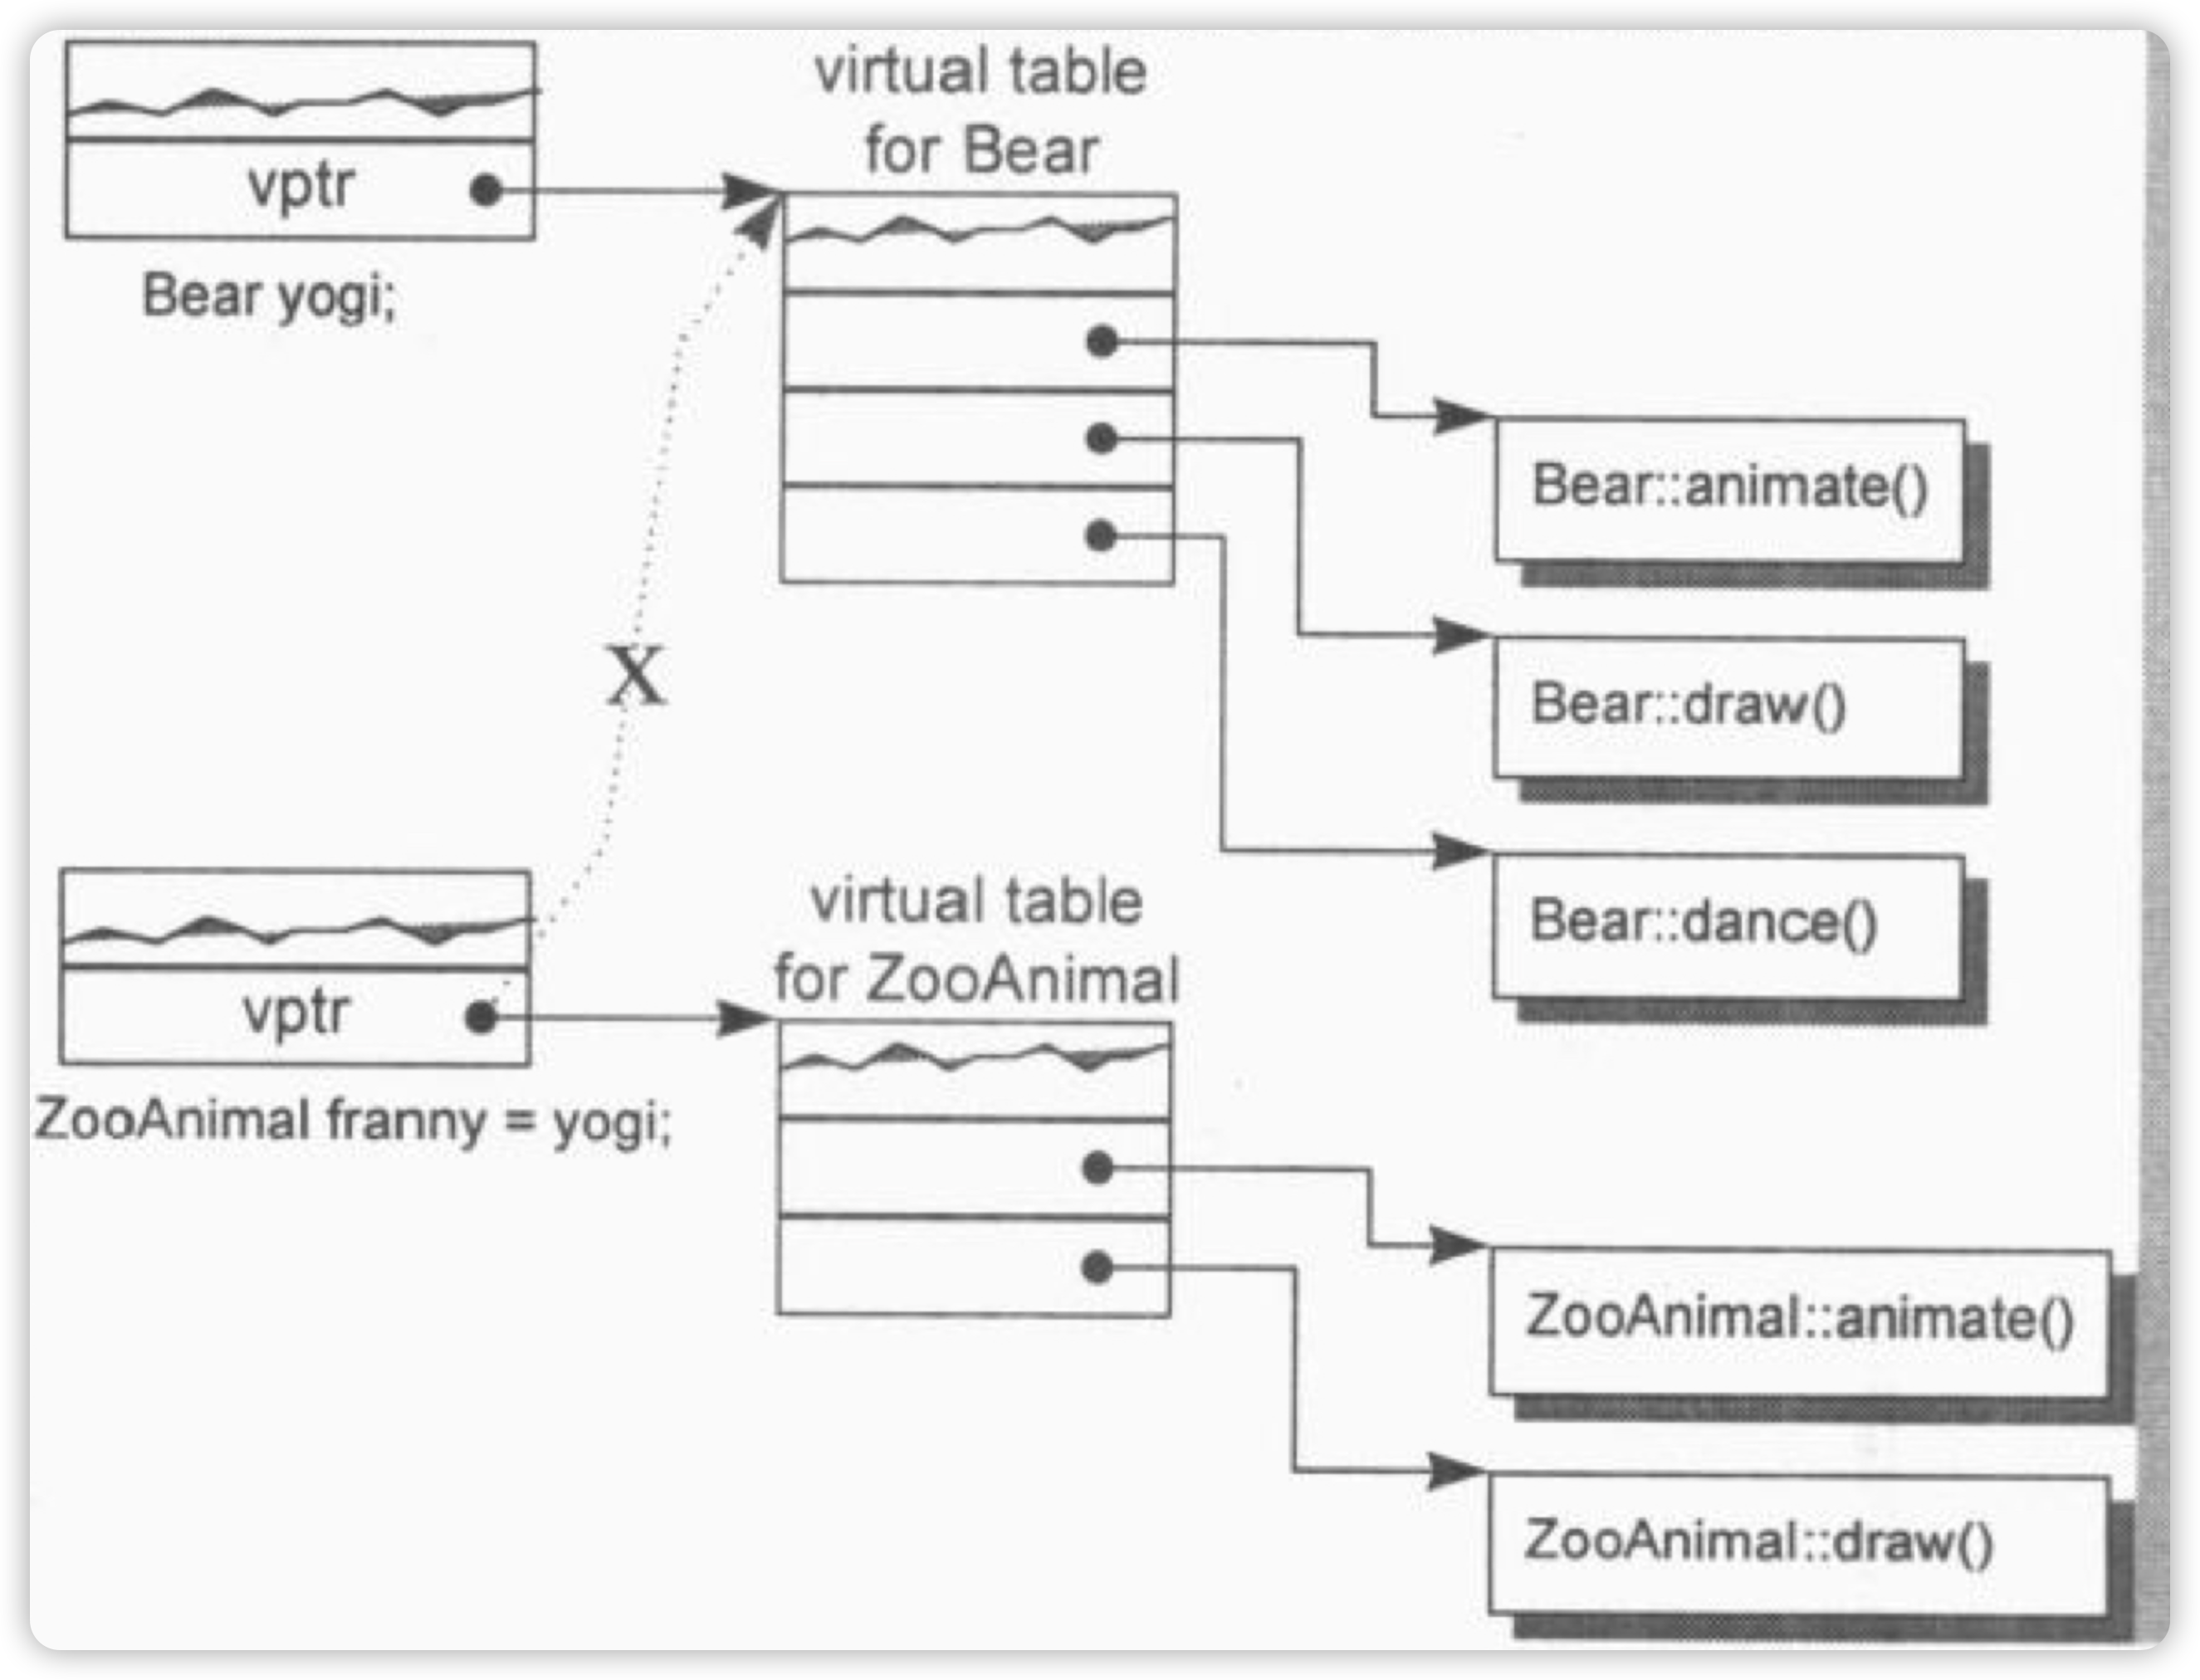 virtual table
for Bear
vptr
Bear yogi;
Bear::animate()
X
Bear::draw()
Bear::dance()
virtual table
for ZooAnimal
vptr
ZooAnimal franny = yogi;
ZooAnimal::animate()
ZooAnimal::draw()